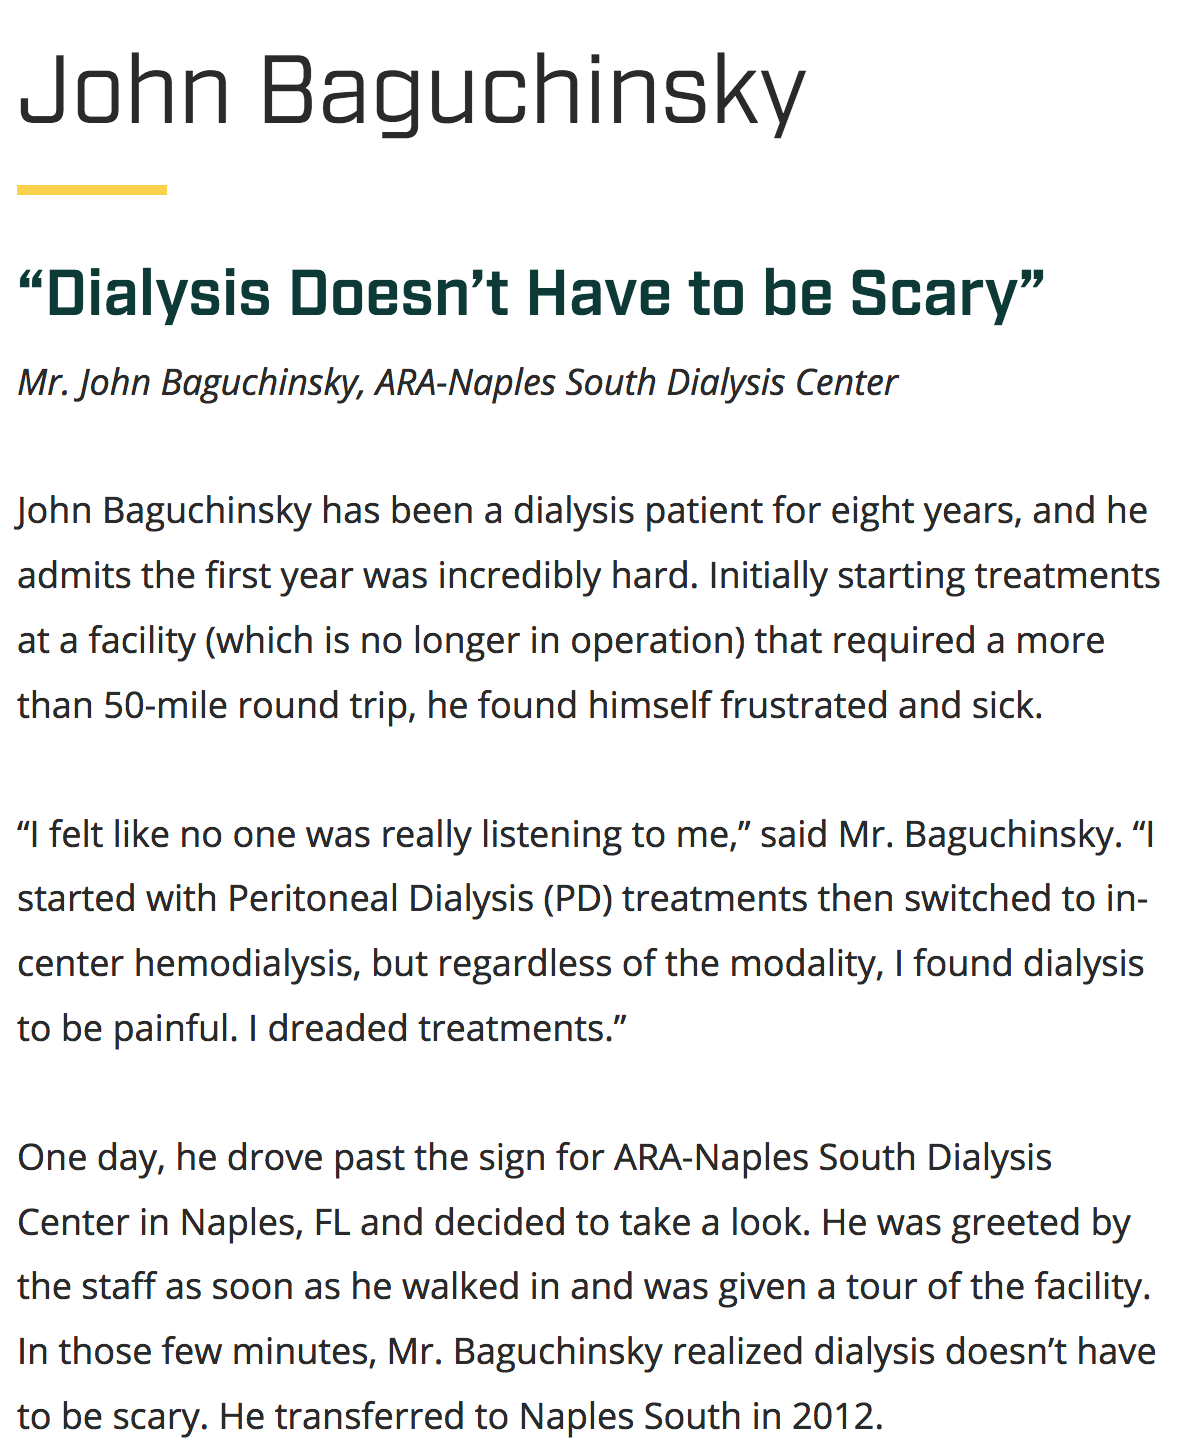 John Baguchinsky
“Dialysis Doesn’t Have to be Scary”
Mr. John Baguchinsky, ARA-Naples South Dialysis Center
John Baguchinsky has been a dialysis patient for eight years, and he
admits the first year was incredibly hard. Initially starting treatments
at a facility (which is no longer in operation) that required a more
than 50-mile round trip, he found himself frustrated and sick.
“I felt like no one was really listening to me,” said Mr. Baguchinsky. “I
started with Peritoneal Dialysis (PD) treatments then switched to in-
center hemodialysis, but regardless of the modality, I found dialysis
to be painful. I dreaded treatments.”
One day, he drove past the sign for ARA-Naples South Dialysis
Center in Naples, FL and decided to take a look. He was greeted by
the staff as soon as he walked in and was given a tour of the facility.
In those few minutes, Mr. Baguchinsky realized dialysis doesn’t have
to be scary. He transferred to Naples South in 2012.